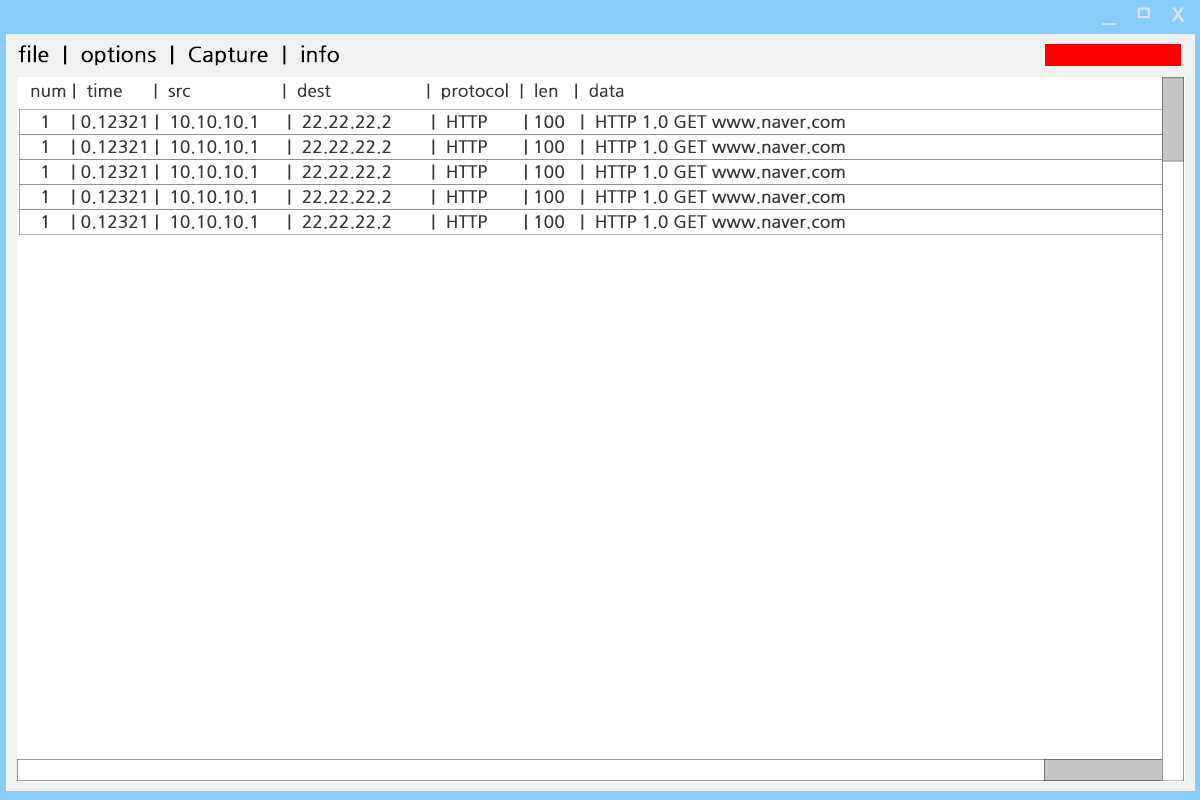 _ ㅁ X
file | options | Capture | info
num | time | src | dest | protocol | len | data
1 | 0.12321 | 10.10.10.1 | 22.22.22.2 | HTTP | 100 | HTTP 1.0 GET www.naver.com
1 | 0.12321 | 10.10.10.1 | 22.22.22.2 | HTTP | 100 | HTTP 1.0 GET www.naver.com
1 | 0.12321 | 10.10.10.1 | 22.22.22.2 | HTTP | 100 | HTTP 1.0 GET www.naver.com
1 | 0.12321 | 10.10.10.1 | 22.22.22.2 | HTTP | 100 | HTTP 1.0 GET www.naver.com
1 | 0.12321 | 10.10.10.1 | 22.22.22.2 | HTTP | 100 | HTTP 1.0 GET www.naver.com